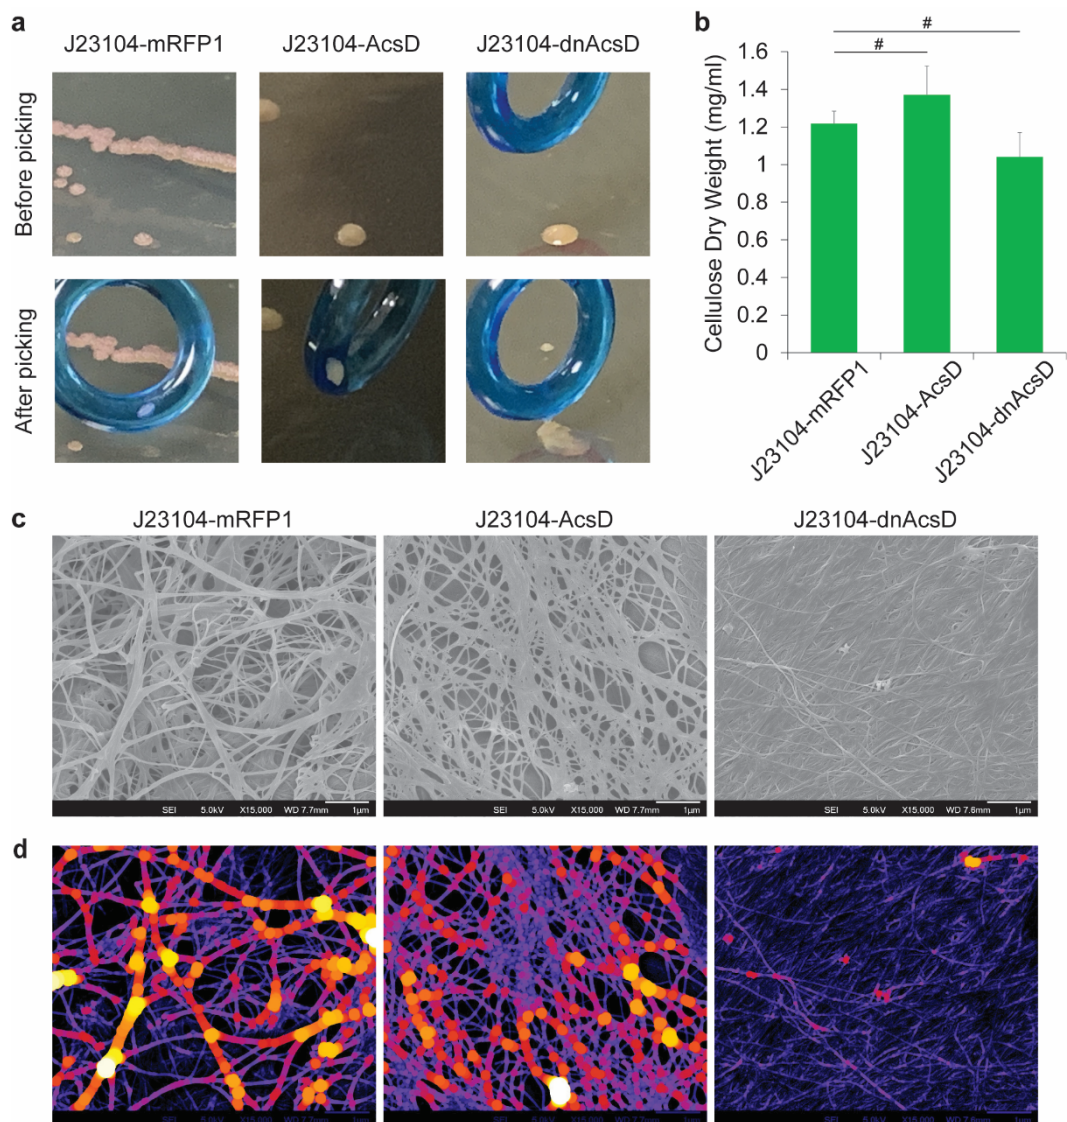 a
J23104-mRFP1 J23104-AcsD J23104-dnAcsD
Before picking
After picking
b
#
#
Cellulose Dry Weight (mg/ml)
1.6
1.4
1.2
1
0.8
0.6
0.4
0.2
0
J23104-mRFP1
J23104-AcsD
J23104-dnAcsD
c
J23104-mRFP1 J23104-AcsD J23104-dnAcsD
SEI 5.0kV X15,000 WD 7.7mm 1µm
SEI 5.0kV X15,000 WD 7.7mm 1µm
SEI 5.0kV X15,000 WD 7.6mm 1µm
d